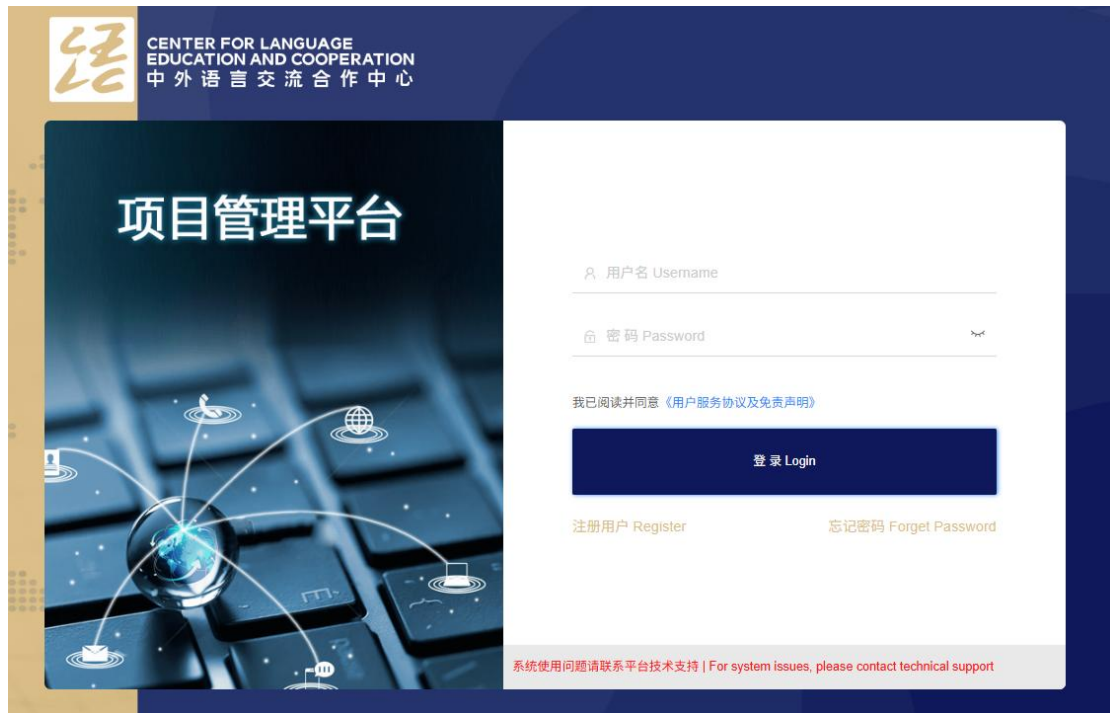 CENTER FOR LANGUAGE
EDUCATION AND COOPERATION
中外语言交流合作中心
项目管理平台
用户名 Username
密 码 Password
我已阅读并同意《用户服务协议及免责声明》
登 录 Login
注册用户 Register
忘记密码 Forget Password
系统使用问题请联系平台技术支持 | For system issues, please contact technical support